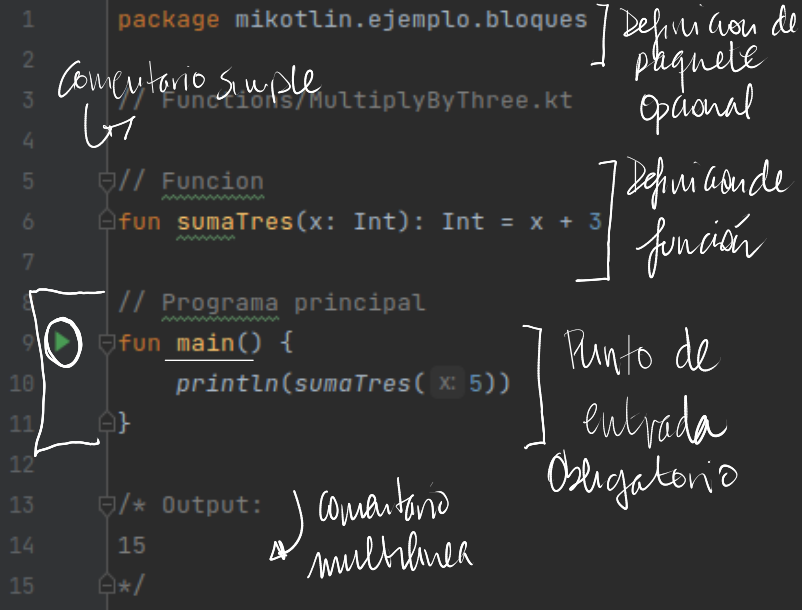 1 package mikotlin.ejemplo.bloques
Definicion de
paquete
opcional
2
Comentario simple
3 // Functions/MultiplyByThree.kt
4
5 // Funcion
6 fun sumaTres(x: Int): Int = x + 3
Definicion de
función
7
8 // Programa principal
9 fun main() {
10 println(sumaTres( x: 5))
11 }
Punto de
entrada
Obligatorio
12
13 /* Output:
14 15
15 */
comentario
multilinea